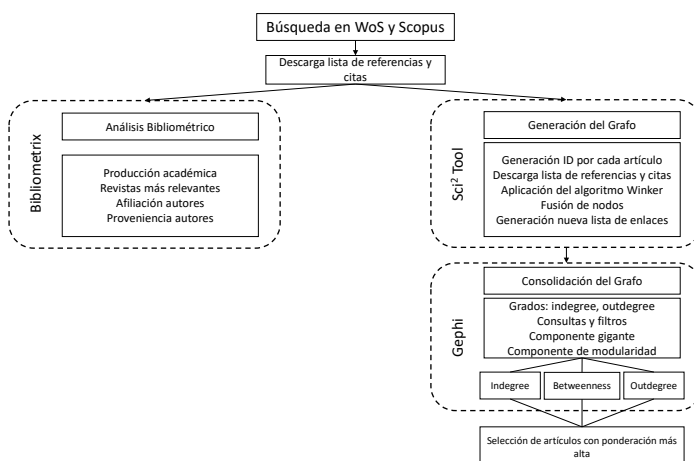 Búsqueda en WoS y Scopus
Descarga lista de referencias y
citas
Bibliometrix
Análisis Bibliométrico
Producción académica
Revistas más relevantes
Afiliación autores
Proveniencia autores
Sci² Tool
Generación del Grafo
Generación ID por cada artículo
Descarga lista de referencias y citas
Aplicación del algoritmo Winker
Fusión de nodos
Generación nueva lista de enlaces
Gephi
Consolidación del Grafo
Grados: indegree, outdegree
Consultas y filtros
Componente gigante
Componente de modularidad
Indegree
Betweenness
Outdegree
Selección de artículos con ponderación más
alta